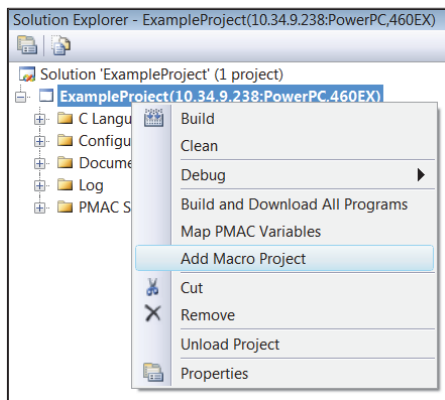 Solution Explorer - ExampleProject(10.34.9.238:PowerPC,460EX)
Solution 'ExampleProject' (1 project)
ExampleProject(10.34.9.238:PowerPC,460EX)
C Langu
Configu
Docume
Log
PMAC S
Build
Clean
Debug
Build and Download All Programs
Map PMAC Variables
Add Macro Project
Cut
Remove
Unload Project
Properties